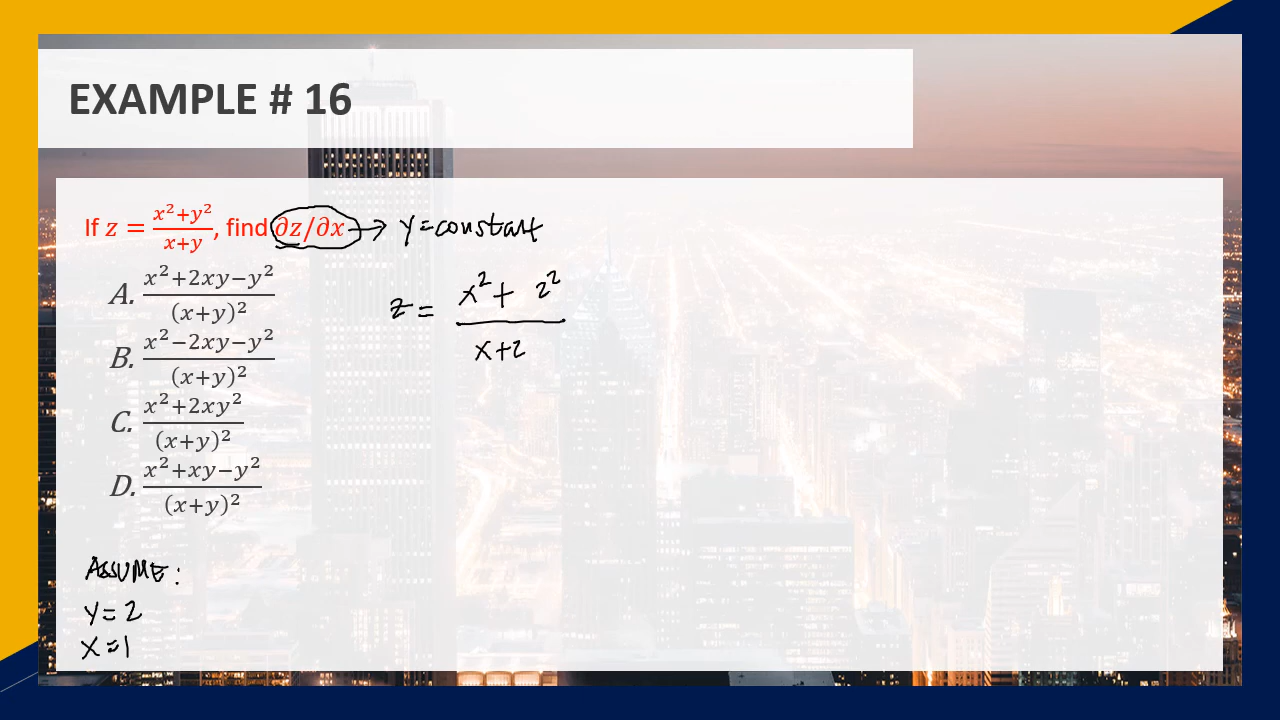 EXAMPLE # 16
If z = (x²+y²)/(x+y), find ∂z/∂x → y = constant
A. (x²+2xy−y²)/(x+y)²
z = (x² + 2²)/(x+2)
B. (x²−2xy−y²)/(x+y)²
C. (x²+2xy²)/(x+y)²
D. (x²+xy−y²)/(x+y)²
ASSUME:
Y = 2
X = 1